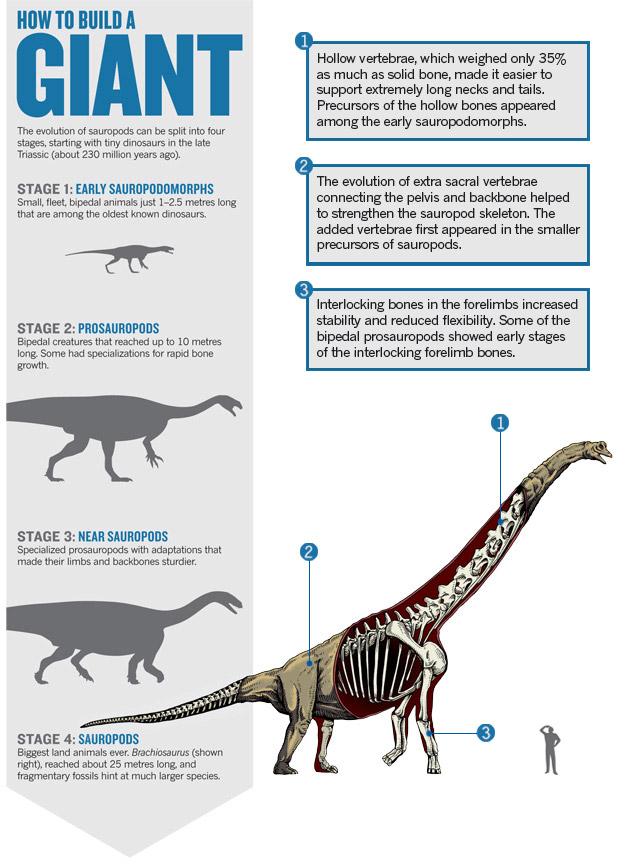 HOW TO BUILD A
GIANT
The evolution of sauropods can be split into four
stages, starting with tiny dinosaurs in the late
Triassic (about 230 million years ago).
STAGE 1: EARLY SAUROPODOMORPHS
Small, fleet, bipedal animals just 1–2.5 metres long
that are among the oldest known dinosaurs.
STAGE 2: PROSAUROPODS
Bipedal creatures that reached up to 10 metres
long. Some had specializations for rapid bone
growth.
STAGE 3: NEAR SAUROPODS
Specialized prosauropods with adaptations that
made their limbs and backbones sturdier.
STAGE 4: SAUROPODS
Biggest land animals ever. Brachiosaurus (shown
right), reached about 25 metres long, and
fragmentary fossils hint at much larger species.
1
Hollow vertebrae, which weighed only 35%
as much as solid bone, made it easier to
support extremely long necks and tails.
Precursors of the hollow bones appeared
among the early sauropodomorphs.
2
The evolution of extra sacral vertebrae
connecting the pelvis and backbone helped
to strengthen the sauropod skeleton. The
added vertebrae first appeared in the smaller
precursors of sauropods.
3
Interlocking bones in the forelimbs increased
stability and reduced flexibility. Some of the
bipedal prosauropods showed early stages
of the interlocking forelimb bones.
1
2
3